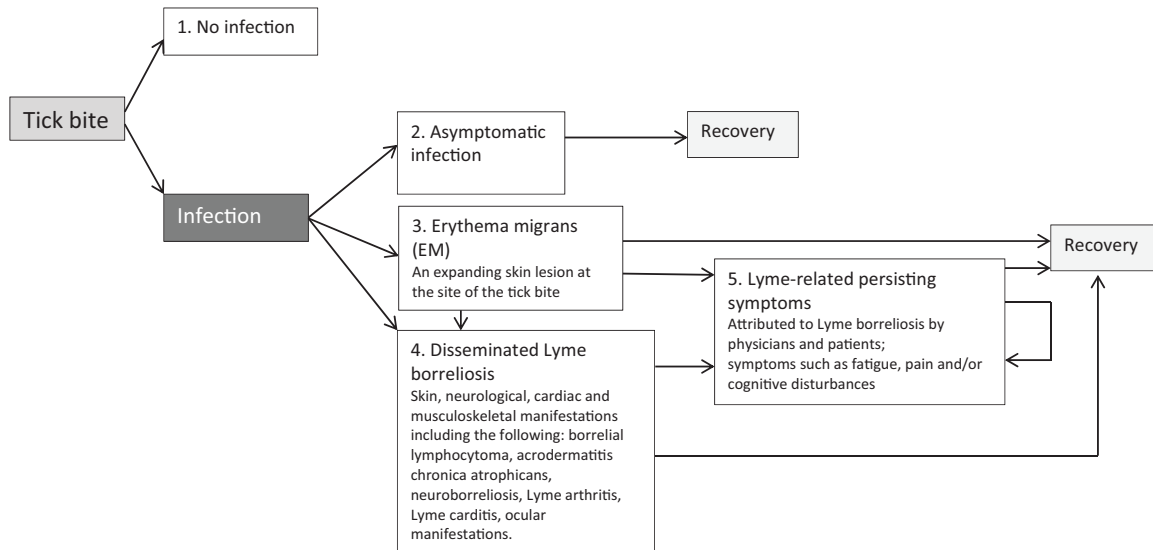 1. No infection
Tick bite
2. Asymptomatic
infection
Recovery
Infection
3. Erythema migrans
(EM)
An expanding skin lesion at
the site of the tick bite
Recovery
5. Lyme-related persisting
symptoms
Attributed to Lyme borreliosis by
physicians and patients;
symptoms such as fatigue, pain and/or
cognitive disturbances
4. Disseminated Lyme
borreliosis
Skin, neurological, cardiac and
musculoskeletal manifestations
including the following: borrelial
lymphocytoma, acrodermatitis
chronica atrophicans,
neuroborreliosis, Lyme arthritis,
Lyme carditis, ocular
manifestations.